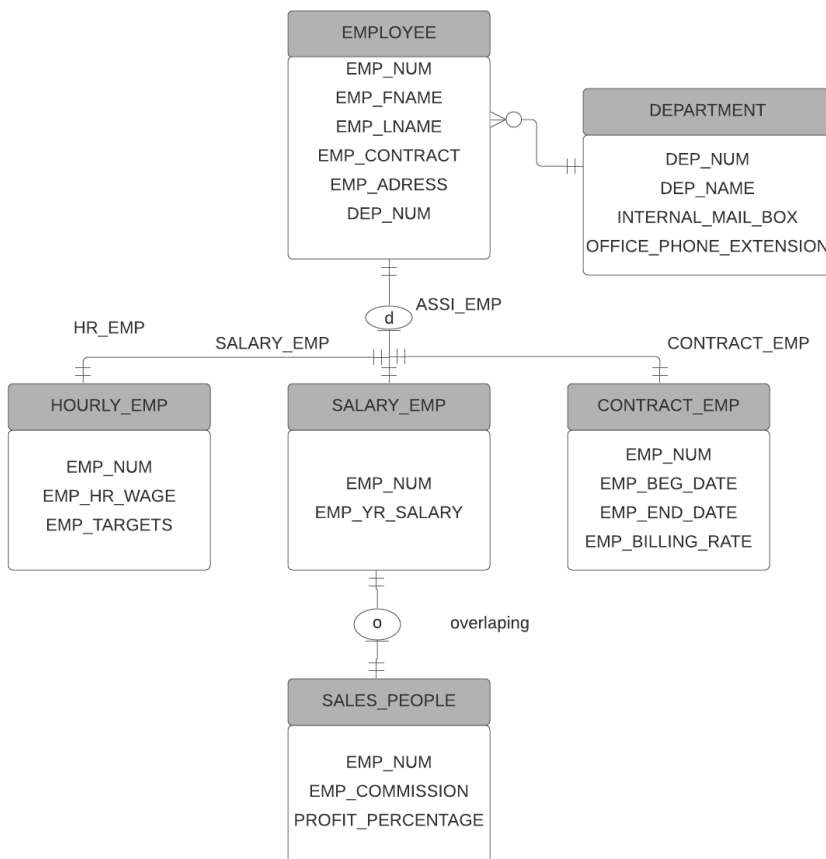 EMPLOYEE
EMP_NUM
EMP_FNAME
EMP_LNAME
EMP_CONTRACT
EMP_ADRESS
DEP_NUM
DEPARTMENT
DEP_NUM
DEP_NAME
INTERNAL_MAIL_BOX
OFFICE_PHONE_EXTENSION
ASSI_EMP
d
HR_EMP
SALARY_EMP
CONTRACT_EMP
HOURLY_EMP
EMP_NUM
EMP_HR_WAGE
EMP_TARGETS
SALARY_EMP
EMP_NUM
EMP_YR_SALARY
CONTRACT_EMP
EMP_NUM
EMP_BEG_DATE
EMP_END_DATE
EMP_BILLING_RATE
o
overlaping
SALES_PEOPLE
EMP_NUM
EMP_COMMISSION
PROFIT_PERCENTAGE